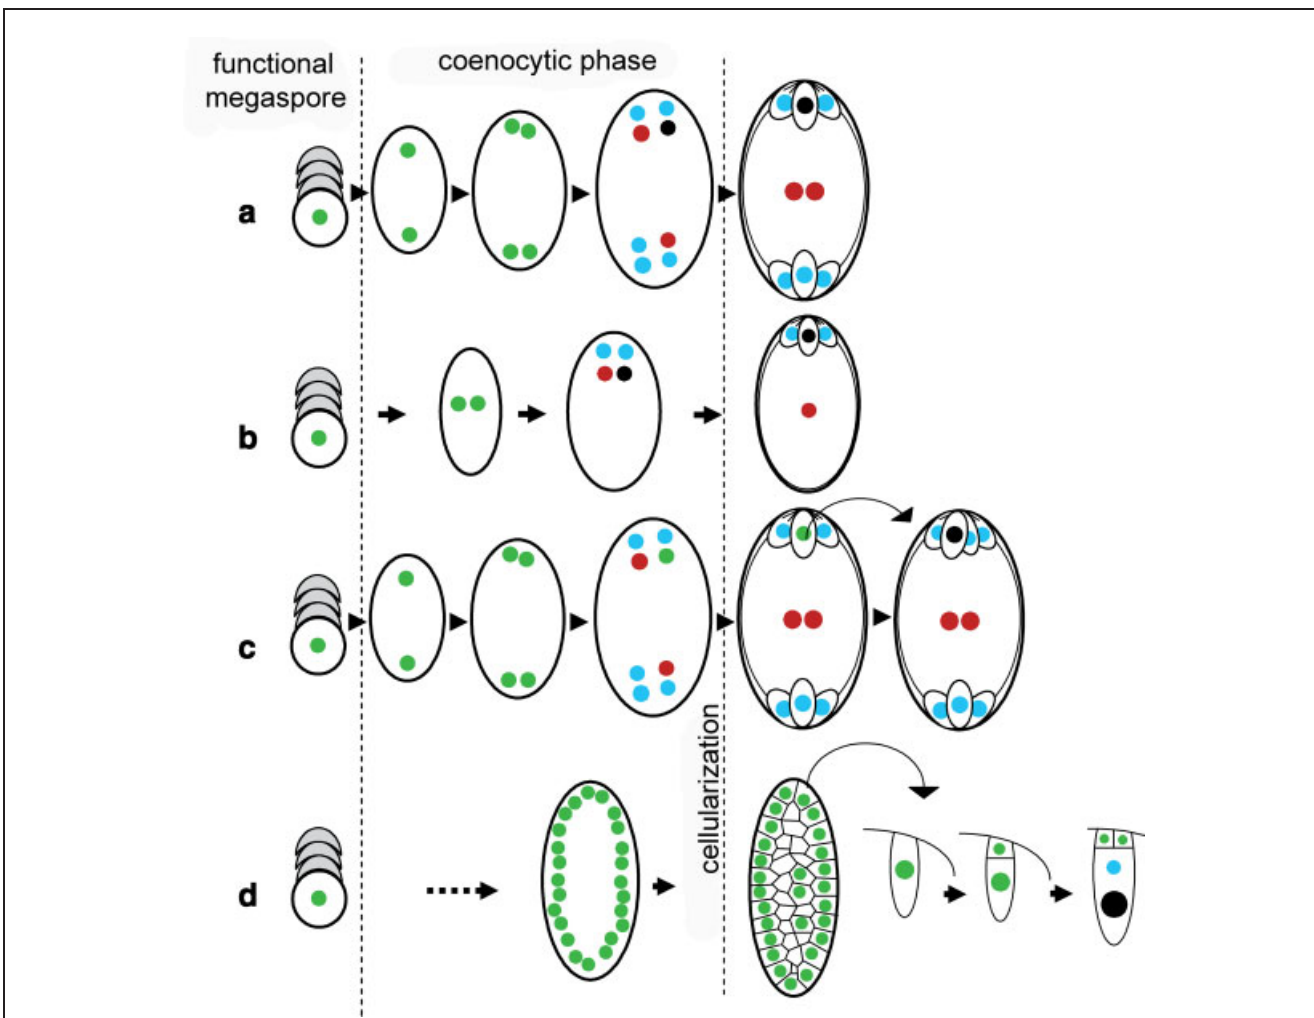 functional
megaspore
coenocytic phase
a
b
c
cellularization
d